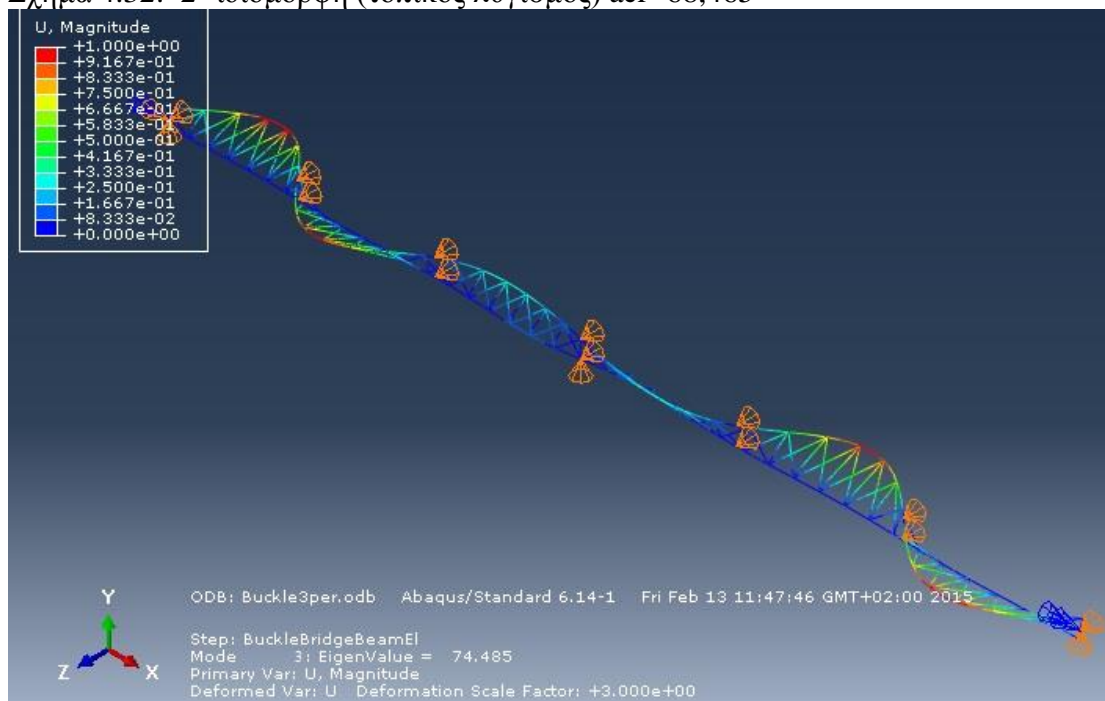 U, Magnitude
+1.000e+00
+9.167e-01
+8.333e-01
+7.500e-01
+6.667e-01
+5.833e-01
+5.000e-01
+4.167e-01
+3.333e-01
+2.500e-01
+1.667e-01
+8.333e-02
+0.000e+00
Y
Z
X
ODB: Buckle3per.odb Abaqus/Standard 6.14-1 Fri Feb 13 11:47:46 GMT+02:00 2015
Step: BuckleBridgeBeamEl
Mode 3: EigenValue = 74.485
Primary Var: U, Magnitude
Deformed Var: U Deformation Scale Factor: +3.000e+00